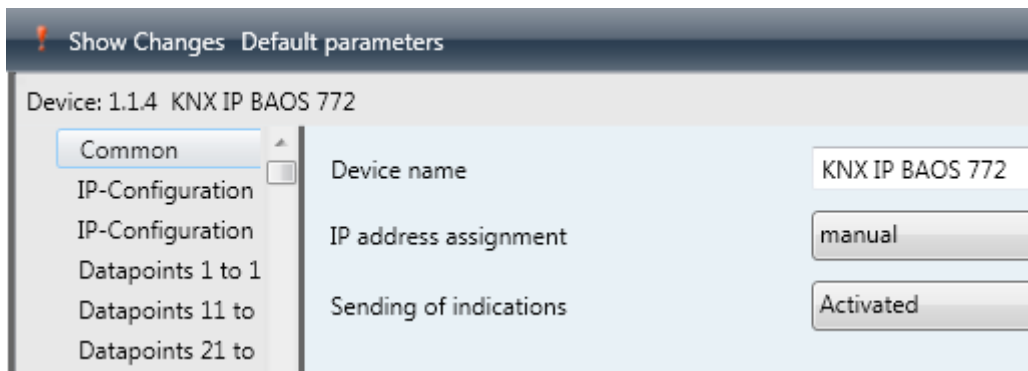 Show Changes Default parameters
Device: 1.1.4 KNX IP BAOS 772
Common
IP-Configuration
IP-Configuration
Datapoints 1 to 1
Datapoints 11 to
Datapoints 21 to
Device name KNX IP BAOS 772
IP address assignment manual
Sending of indications Activated